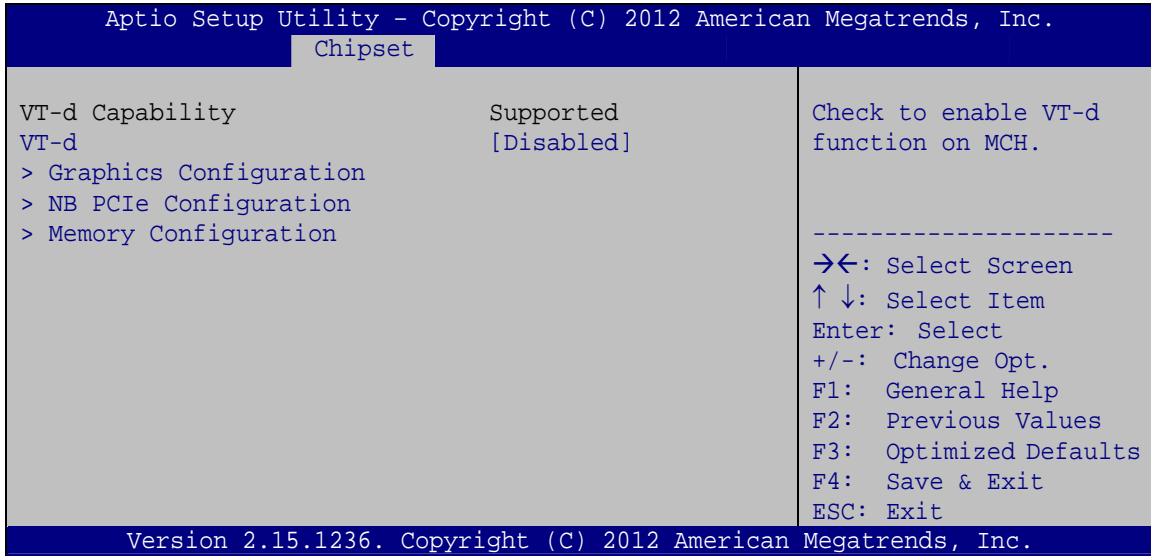 Aptio Setup Utility – Copyright (C) 2012 American Megatrends, Inc.
Chipset
VT-d Capability Supported
VT-d [Disabled]
> Graphics Configuration
> NB PCIe Configuration
> Memory Configuration
Check to enable VT-d
function on MCH.
---------------------
→←: Select Screen
↑ ↓: Select Item
Enter: Select
+/-: Change Opt.
F1: General Help
F2: Previous Values
F3: Optimized Defaults
F4: Save & Exit
ESC: Exit
Version 2.15.1236. Copyright (C) 2012 American Megatrends, Inc.